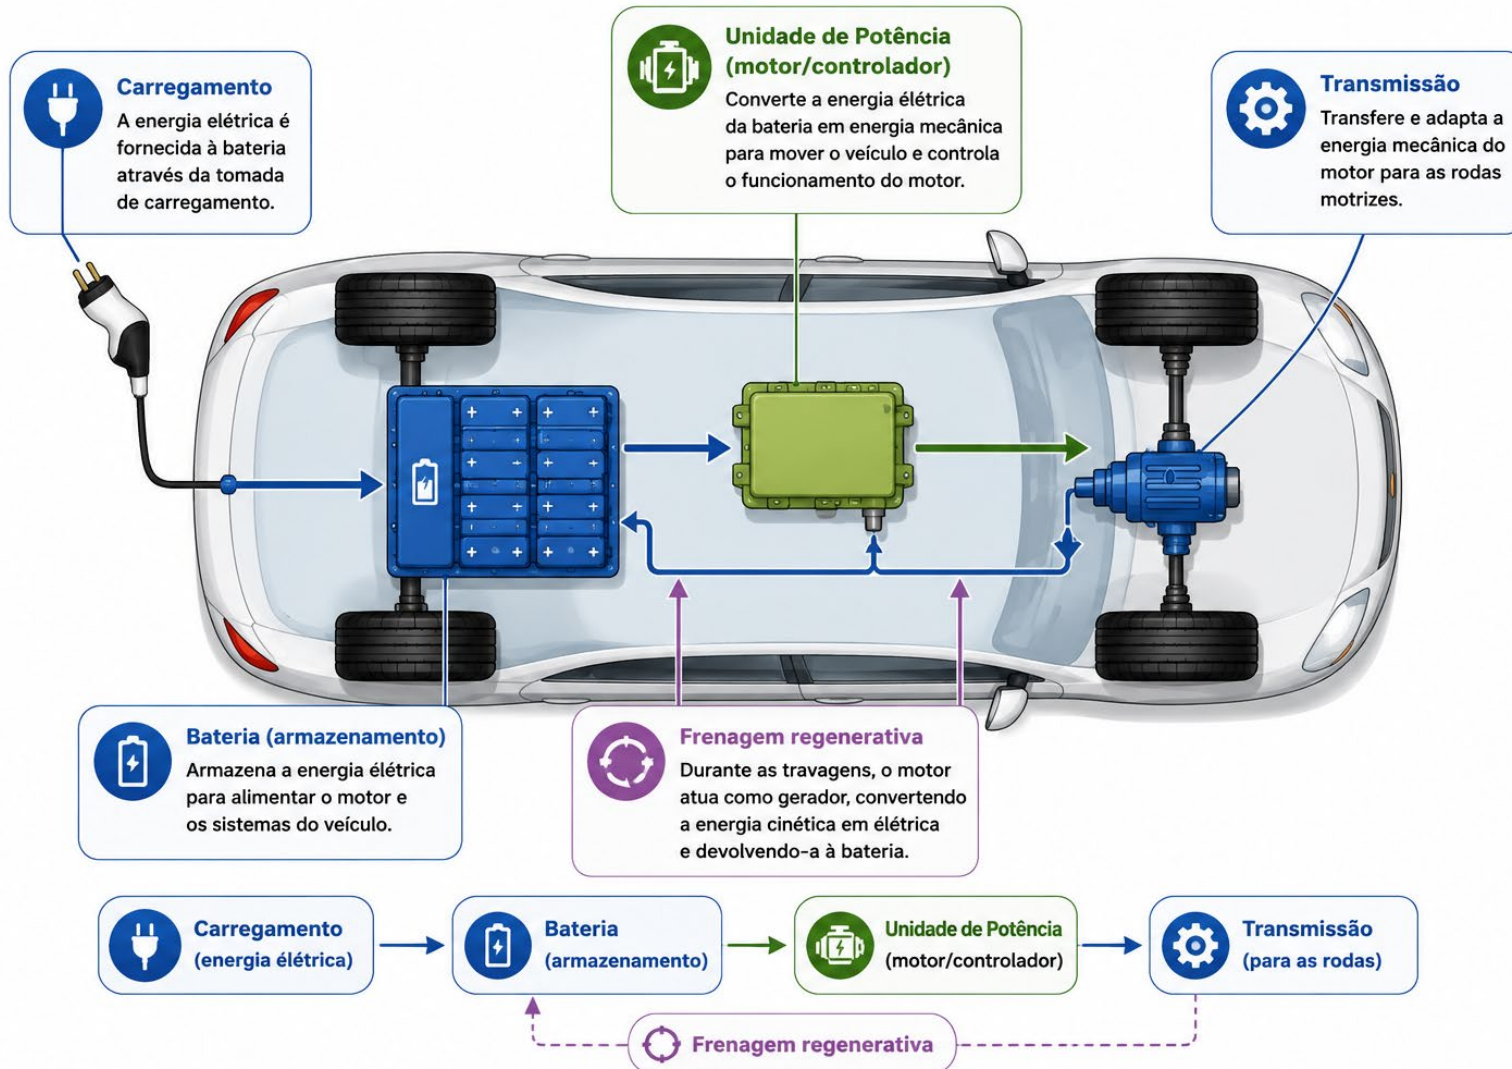 Carregamento
A energia elétrica é
fornecida à bateria
através da tomada
de carregamento.
Unidade de Potência
(motor/controlador)
Converte a energia élétrica
da bateria em energia mecânica
para mover o veículo e controla
o funcionamento do motor.
Transmissão
Transfere e adapta a
energia mecânica do
motor para as rodas
motrizes.
Bateria (armazenamento)
Armazena a energia élétrica
para alimentar o motor e
os sistemas do veículo.
Frenagem regenerativa
Durante as travagens, o motor
atua como gerador, convertendo
a energia cinética em elétrica
e devolvendo-a à bateria.
Carregamento
(energia élétrica)
Bateria
(armazenamento)
Unidade de Potência
(motor/controlador)
Transmissão
(para as rodas)
Frenagem regenerativa